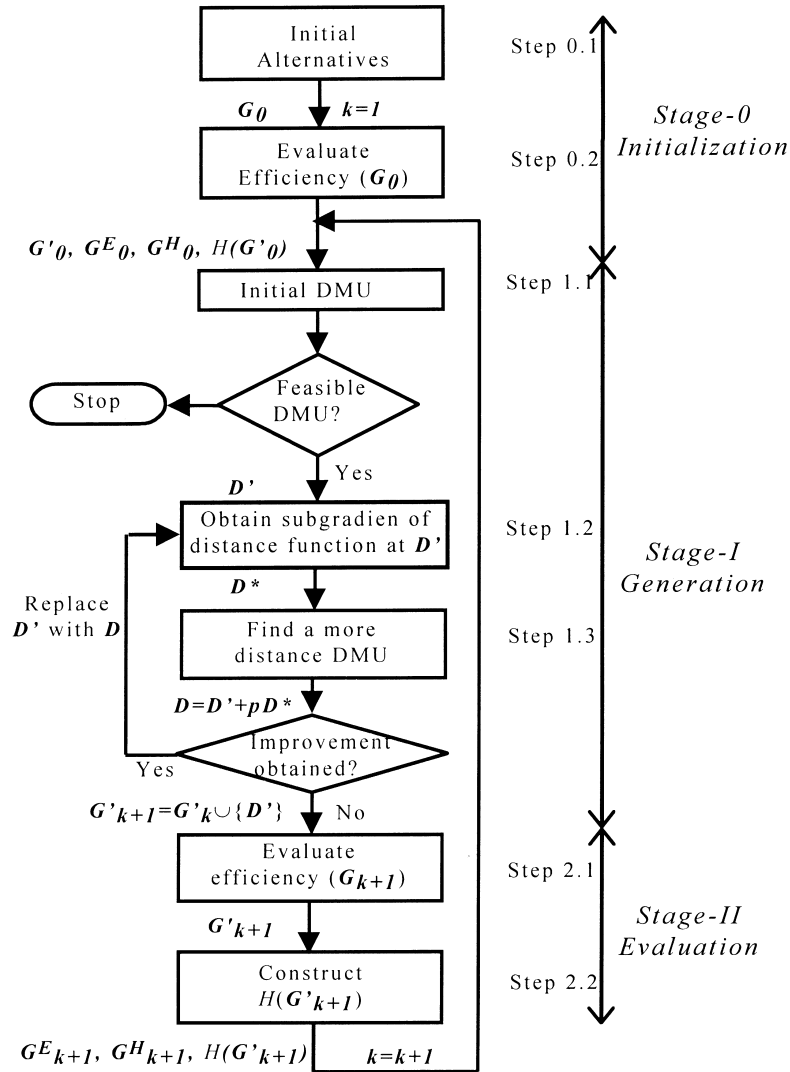 Initial
Alternatives
Step 0.1
G0 k=1
Stage-0
Initialization
Evaluate
Efficiency (G0)
Step 0.2
G'0, GE0, GH0, H(G'0)
Initial DMU
Step 1.1
Feasible
DMU?
Stop
Yes
D'
Obtain subgradien of
distance function at D'
Step 1.2
Stage-I
Generation
D*
Replace
D' with D
Find a more
distance DMU
Step 1.3
D=D'+pD*
Improvement
obtained?
Yes
G'k+1=G'k∪{D'}
No
Evaluate
efficiency (Gk+1)
Step 2.1
Stage-II
Evaluation
G'k+1
Construct
H(G'k+1)
Step 2.2
GEk+1, GHk+1, H(G'k+1)
k=k+1